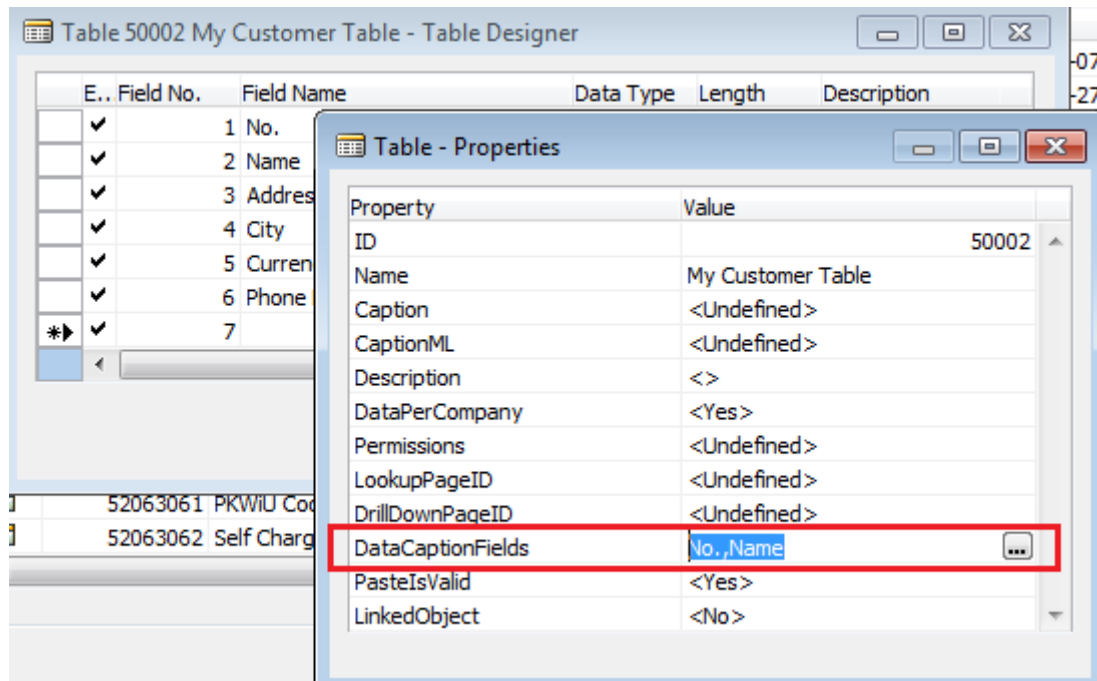 Table 50002 My Customer Table - Table Designer
E.. Field No. Field Name Data Type Length Description
1 No.
2 Name
3 Addres
4 City
5 Curren
6 Phone
7
-07
-27
52063061 PKWiU Cod
52063062 Self Charg
Table - Properties
Property Value
ID 50002
Name My Customer Table
Caption <Undefined>
CaptionML <Undefined>
Description <>
DataPerCompany <Yes>
Permissions <Undefined>
LookupPageID <Undefined>
DrillDownPageID <Undefined>
DataCaptionFields No.,Name ...
PasteIsValid <Yes>
LinkedObject <No>